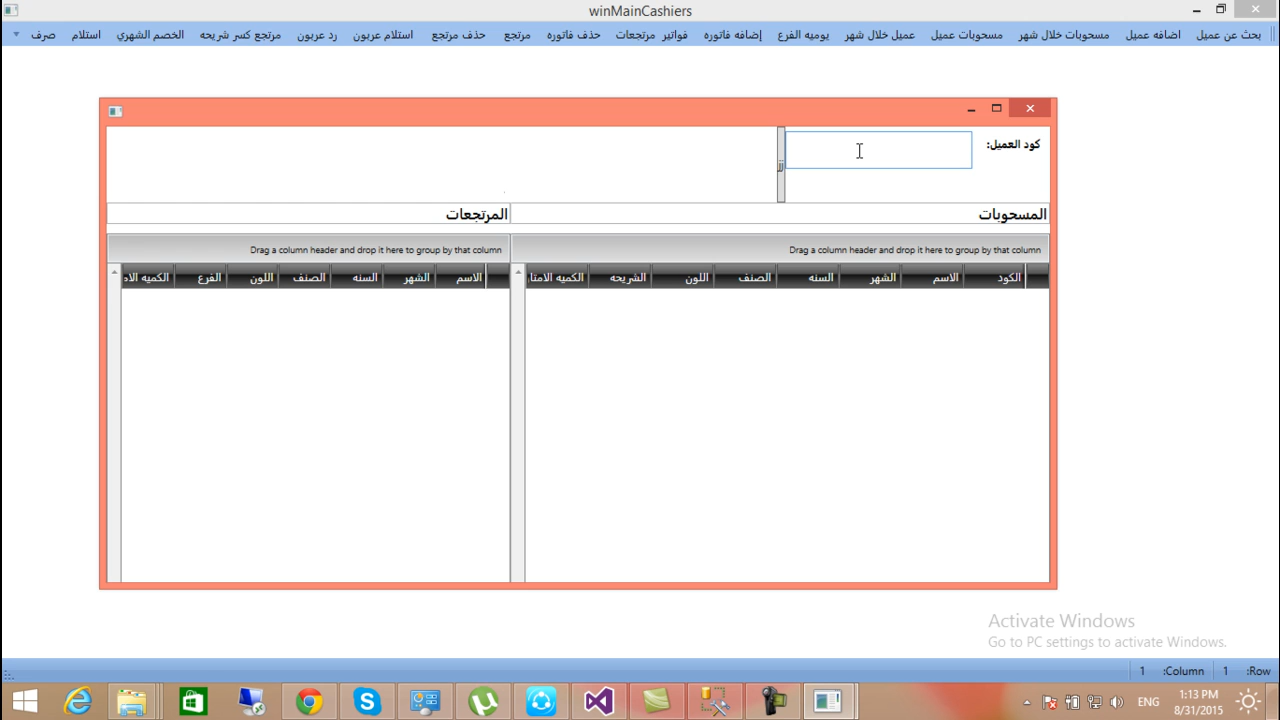 winMainCashiers
بحث عن عميل
اضافه عميل
مسحوبات خلال شهر
مسحوبات عميل
عميل خلال شهر
يوميه الفرع
إضافه فاتوره
فواتير مرتجعات
حذف فاتوره
مرتجع
حذف مرتجع
استلام عربون
رد عربون
مرتجع كسر شريحه
الخصم الشهري
استلام
صرف
كود العميل:
المسحوبات
المرتجعات
Drag a column header and drop it here to group by that column
Drag a column header and drop it here to group by that column
الكود
الاسم
الشهر
السنه
الصنف
اللون
الشريحه
الكميه الامتا
الاسم
الشهر
السنه
الصنف
اللون
الفرع
الكميه الام
Activate Windows
Go to PC settings to activate Windows.
Row: 1
Column: 1
ENG
1:13 PM
8/31/2015